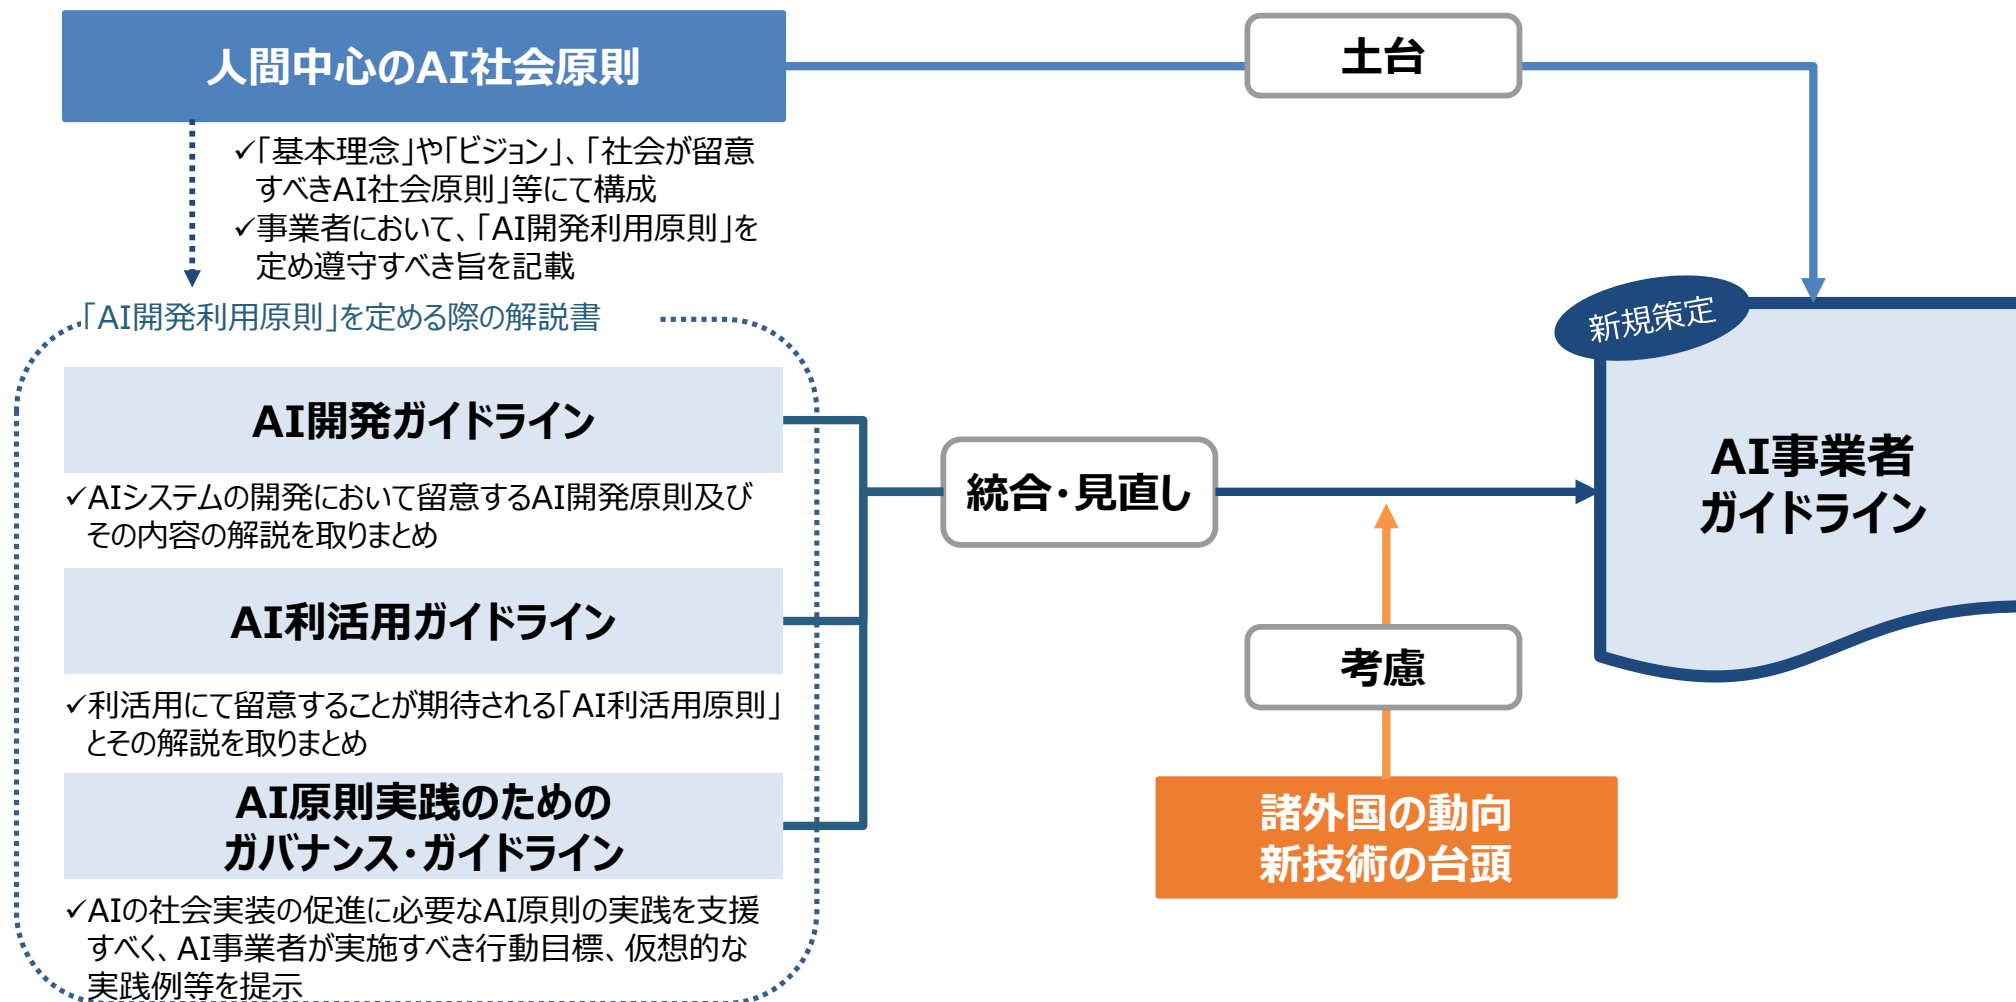 人間中心のAI社会原則
土台
✓「基本理念」や「ビジョン」、「社会が留意
すべきAI社会原則」等にて構成
✓事業者において、「AI開発利用原則」を
定め遵守すべき旨を記載
「AI開発利用原則」を定める際の解説書
新規策定
AI開発ガイドライン
✓AIシステムの開発において留意するAI開発原則及び
その内容の解説を取りまとめ
AI利活用ガイドライン
✓利活用にて留意することが期待される「AI利活用原則」
とその解説を取りまとめ
AI原則実践のための
ガバナンス・ガイドライン
✓AIの社会実装の促進に必要なAI原則の実践を支援
すべく、AI事業者が実施すべき行動目標、仮想的な
実践例等を提示
統合・見直し
考慮
諸外国の動向
新技術の台頭
AI事業者
ガイドライン